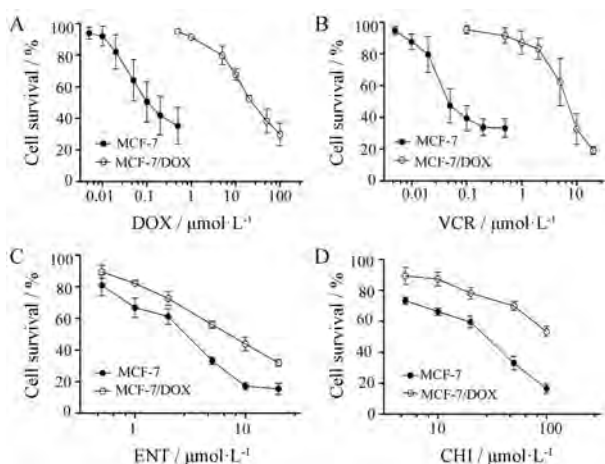 A
Cell survival / %
100
80
60
40
20
0
MCF-7
MCF-7/DOX
0.01 0.1 1 10 100
DOX / μmol·L⁻¹
B
Cell survival / %
100
80
60
40
20
0
MCF-7
MCF-7/DOX
0.01 0.1 1 10
VCR / μmol·L⁻¹
C
Cell survival / %
100
80
60
40
20
0
MCF-7
MCF-7/DOX
1 10
ENT / μmol·L⁻¹
D
Cell survival / %
100
80
60
40
20
0
MCF-7
MCF-7/DOX
10 100
CHI / μmol·L⁻¹